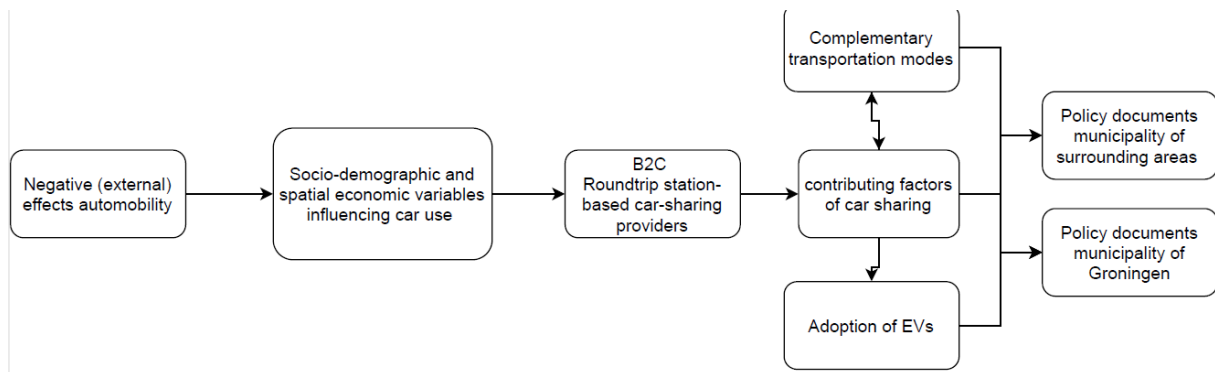 Negative (external)
effects automobility
Socio-demographic and
spatial economic variables
influencing car use
B2C
Roundtrip station-
based car-sharing
providers
Complementary
transportation modes
contributing factors
of car sharing
Adoption of EVs
Policy documents
municipality of
surrounding areas
Policy documents
municipality of
Groningen